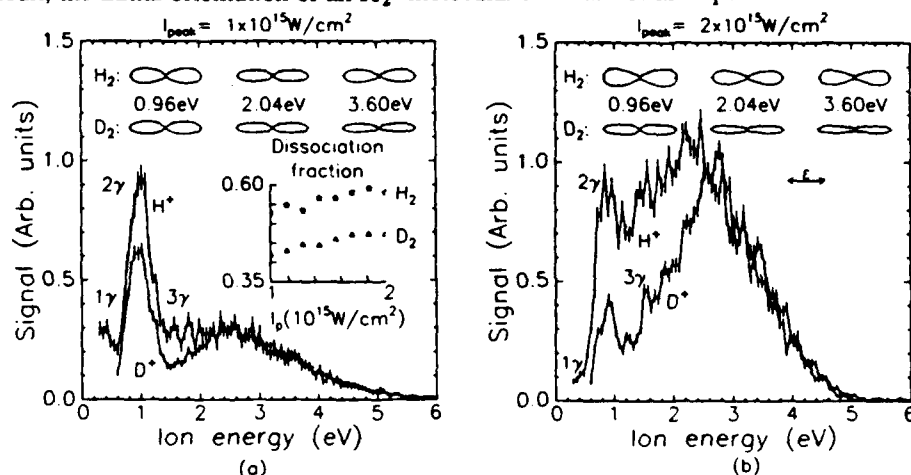 I_peak = 1x10^15 W/cm^2
H₂:
0.96eV 2.04eV 3.60eV
D₂:
Dissociation
fraction
0.60
H₂
D₂
0.35
1 2
I_p(10^15 W/cm^2)
2γ
H⁺
1γ
3γ
D⁺
Signal (Arb. units)
1.5
1.0
0.5
0.0
0 1 2 3 4 5 6
Ion energy (eV)
(a)
I_peak = 2x10^15 W/cm^2
H₂:
0.96eV 2.04eV 3.60eV
D₂:
ε
2γ
H⁺
3γ
D⁺
1γ
Signal (Arb. units)
1.5
1.0
0.5
0.0
0 1 2 3 4 5 6
Ion energy (eV)
(b)